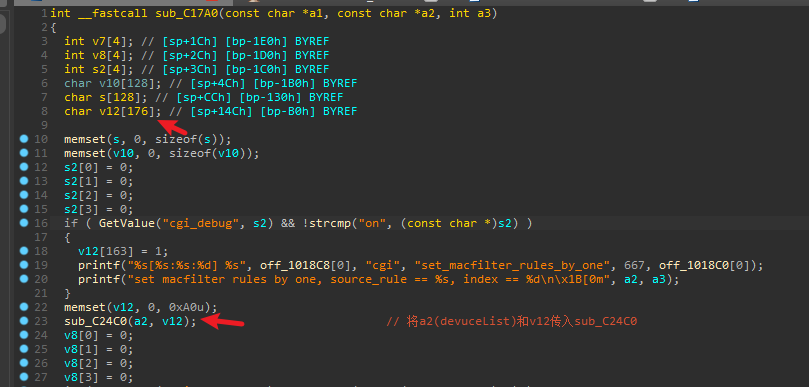 1 int __fastcall sub_C17A0(const char *a1, const char *a2, int a3)
2 {
3   int v7[4]; // [sp+1Ch] [bp-1E0h] BYREF
4   int v8[4]; // [sp+2Ch] [bp-1D0h] BYREF
5   int s2[4]; // [sp+3Ch] [bp-1C0h] BYREF
6   char v10[128]; // [sp+4Ch] [bp-1B0h] BYREF
7   char s[128]; // [sp+CCh] [bp-130h] BYREF
8   char v12[176]; // [sp+14Ch] [bp-B0h] BYREF
9
10   memset(s, 0, sizeof(s));
11   memset(v10, 0, sizeof(v10));
12   s2[0] = 0;
13   s2[1] = 0;
14   s2[2] = 0;
15   s2[3] = 0;
16   if ( GetValue("cgi_debug", s2) && !strcmp("on", (const char *)s2) )
17   {
18     v12[163] = 1;
19     printf("%s[%s:%s:%d] %s", off_1018C8[0], "cgi", "set_macfilter_rules_by_one", 667, off_1018C0[0]);
20     printf("set macfilter rules by one, source_rule == %s, index == %d\n\x1B[0m", a2, a3);
21   }
22   memset(v12, 0, 0xA0u);
23   sub_C24C0(a2, v12); // 将a2(devuceList)和v12传入sub_C24C0
24   v8[0] = 0;
25   v8[1] = 0;
26   v8[2] = 0;
27   v8[3] = 0;